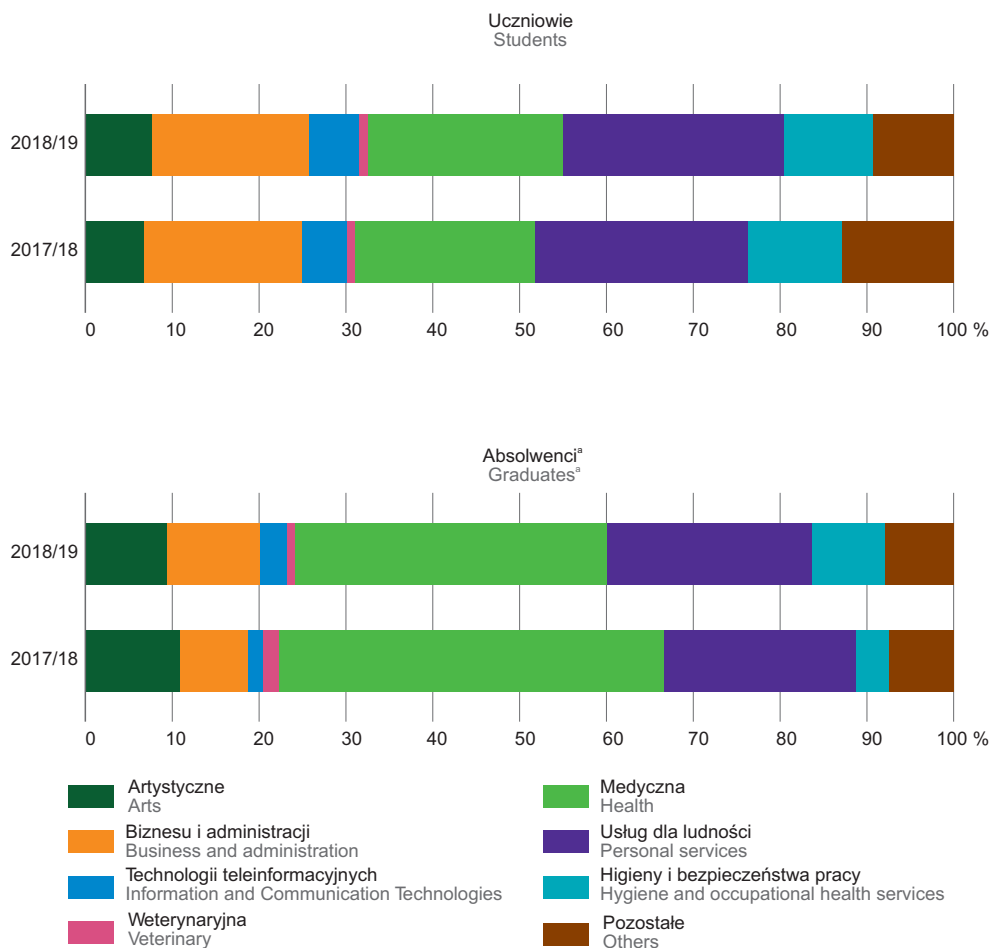 Uczniowie
Students
2018/19
2017/18
0 10 20 30 40 50 60 70 80 90 100 %
Absolwenciᵃ
Graduatesᵃ
2018/19
2017/18
0 10 20 30 40 50 60 70 80 90 100 %
Artystyczne
Arts
Biznesu i administracji
Business and administration
Technologii teleinformacyjnych
Information and Communication Technologies
Weterynaryjna
Veterinary
Medyczna
Health
Usług dla ludności
Personal services
Higieny i bezpieczeństwa pracy
Hygiene and occupational health services
Pozostałe
Others